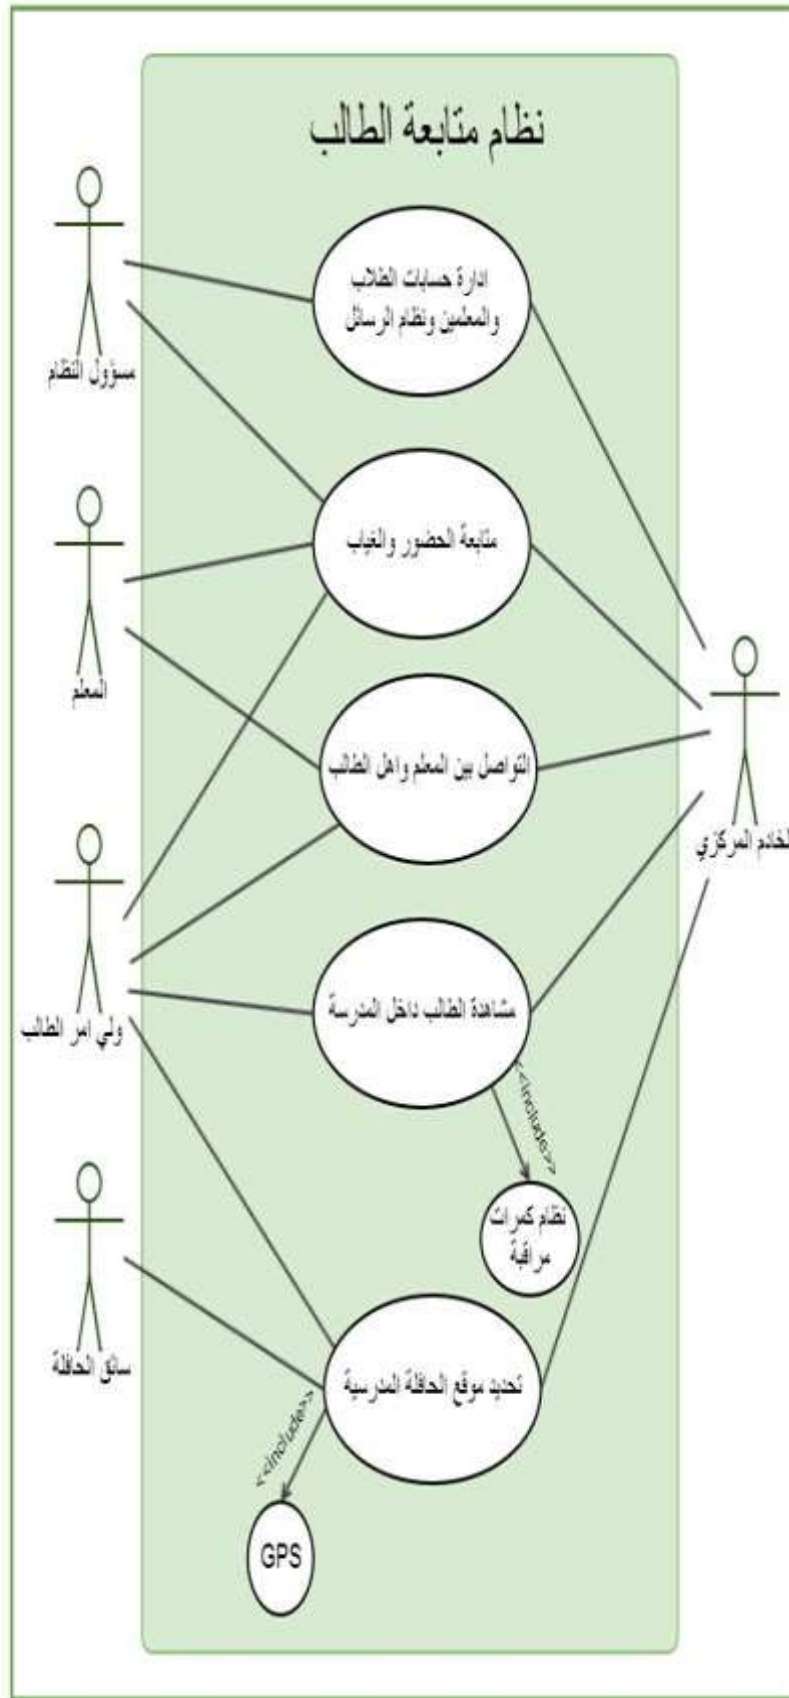 نظام متابعة الطالب
ادارة حسابات الطلاب
والمعلمين ونظام الرسائل
مسؤول النظام
متابعة الحضور والغياب
المعلم
التواصل بين المعلم واهل الطالب
لخادم المركزي
مشاهدة الطالب داخل المدرسة
ولي امر الطالب
<<include>>
نظام كمرات
مراقبة
سائق الحافلة
تحديد موقع الحافلة المدرسية
<<include>>
GPS